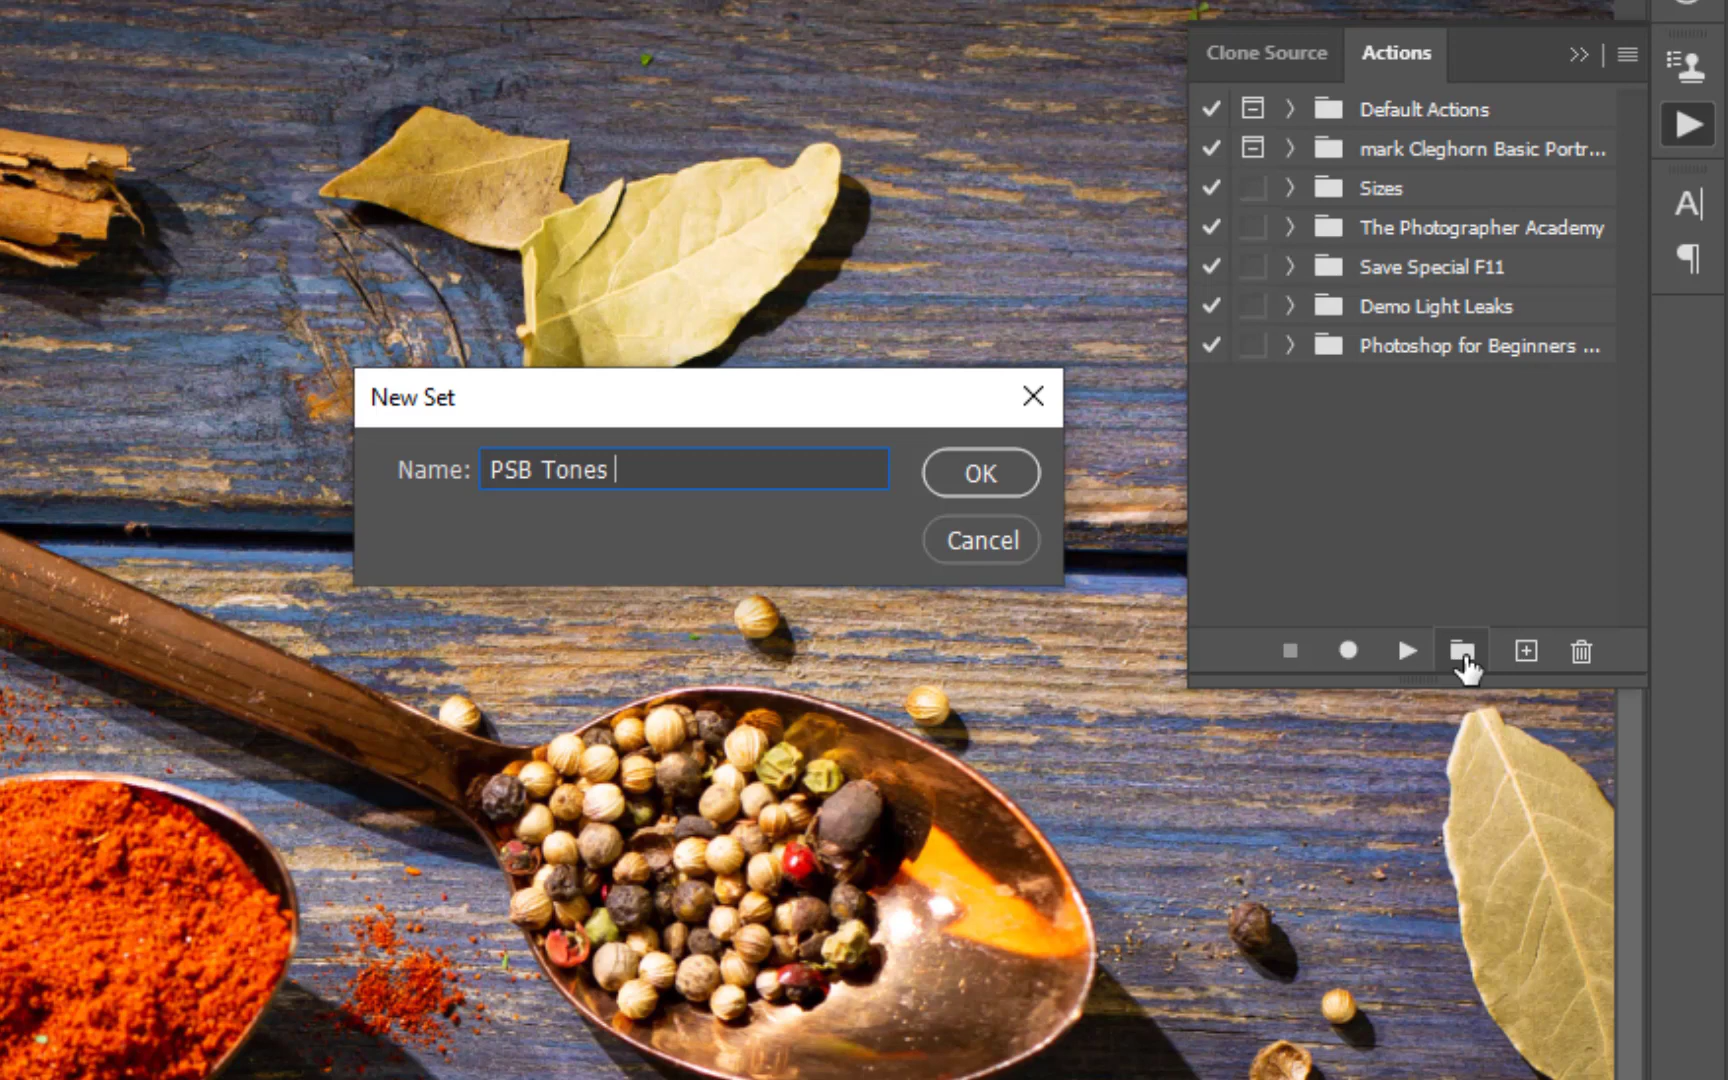 Clone Source
Actions
Default Actions
mark Cleghorn Basic Portr...
Sizes
The Photographer Academy
Save Special F11
Demo Light Leaks
Photoshop for Beginners ...
New Set
Name: PSB Tones
OK
Cancel